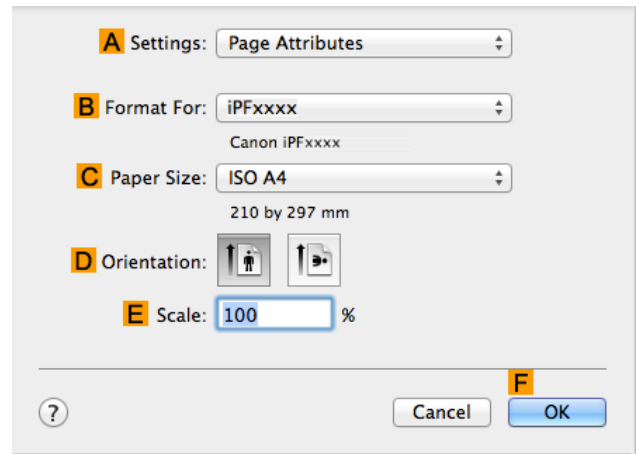 A Settings: Page Attributes
B Format For: iPFxxxx
Canon iPFxxxx
C Paper Size: ISO A4
210 by 297 mm
D Orientation:
E Scale: 100 %
F
? Cancel OK